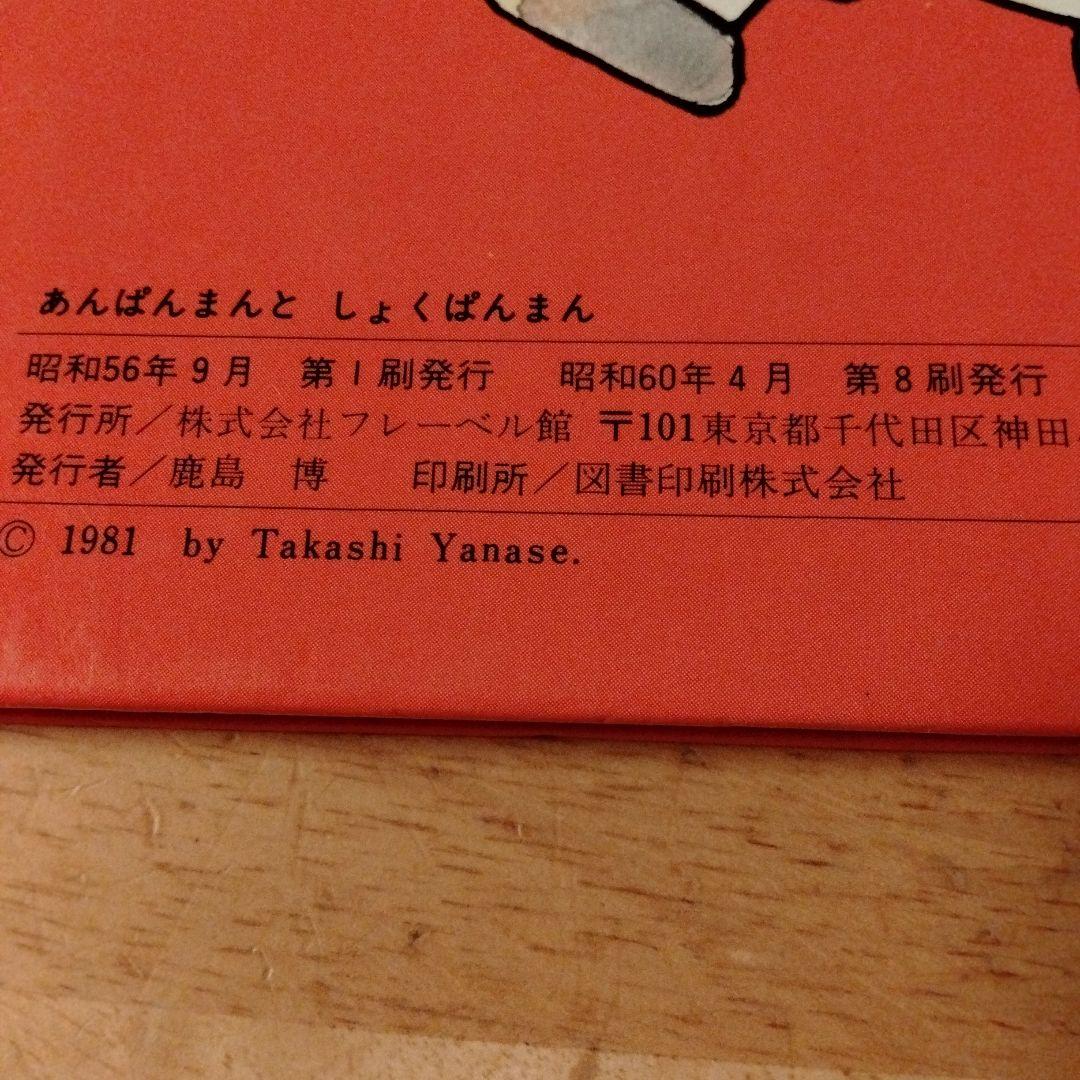 あんぱんまんと しょくぱんまん
昭和56年9月 第1刷発行 昭和60年4月 第8刷発行
発行所／株式会社フレーベル館 〒101東京都千代田区神田
発行者／鹿島 博 印刷所／図書印刷株式会社
© 1981 by Takashi Yanase.